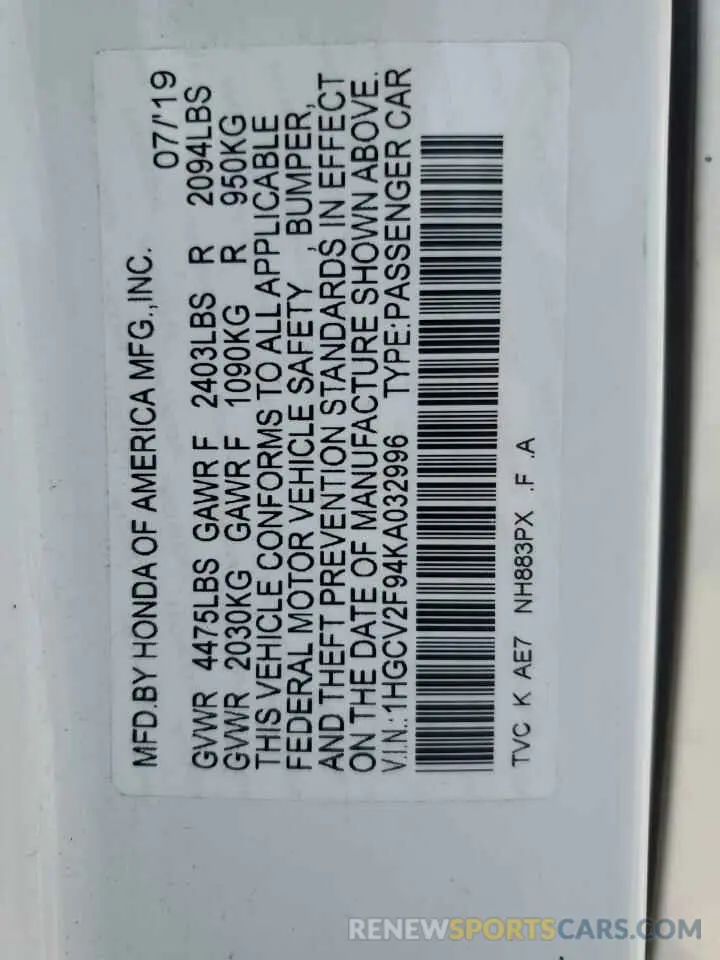 MFD.BY HONDA OF AMERICA MFG.,INC. 07/'19
GVWR 4475LBS GAWR F 2403LBS R 2094LBS
GVWR 2030KG GAWR F 1090KG R 950KG
THIS VEHICLE CONFORMS TO ALL APPLICABLE
FEDERAL MOTOR VEHICLE SAFETY , BUMPER,
AND THEFT PREVENTION STANDARDS IN EFFECT
ON THE DATE OF MANUFACTURE SHOWN ABOVE.
V.I.N.:1HGCV2F94KA032996 TYPE:PASSENGER CAR
TVC K AE7 NH883PX .F .A
RENEWSPORTSCARS.COM